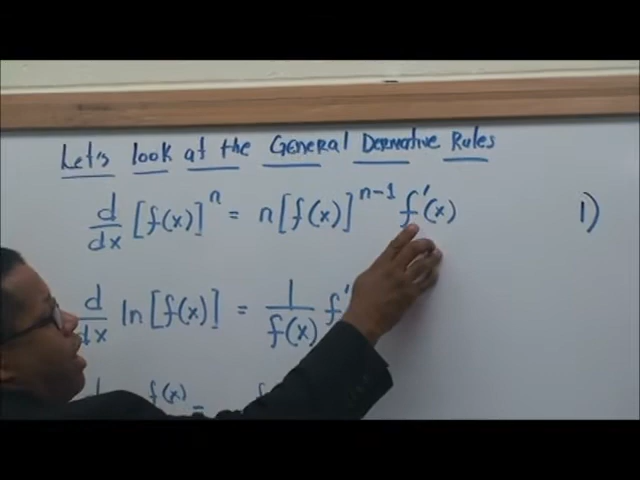 Let's look at the General Derivative Rules
d/dx [f(x)]^n = n[f(x)]^n-1 f'(x)
1)
d/dx ln [f(x)] = 1/f(x) f'
f(x) =